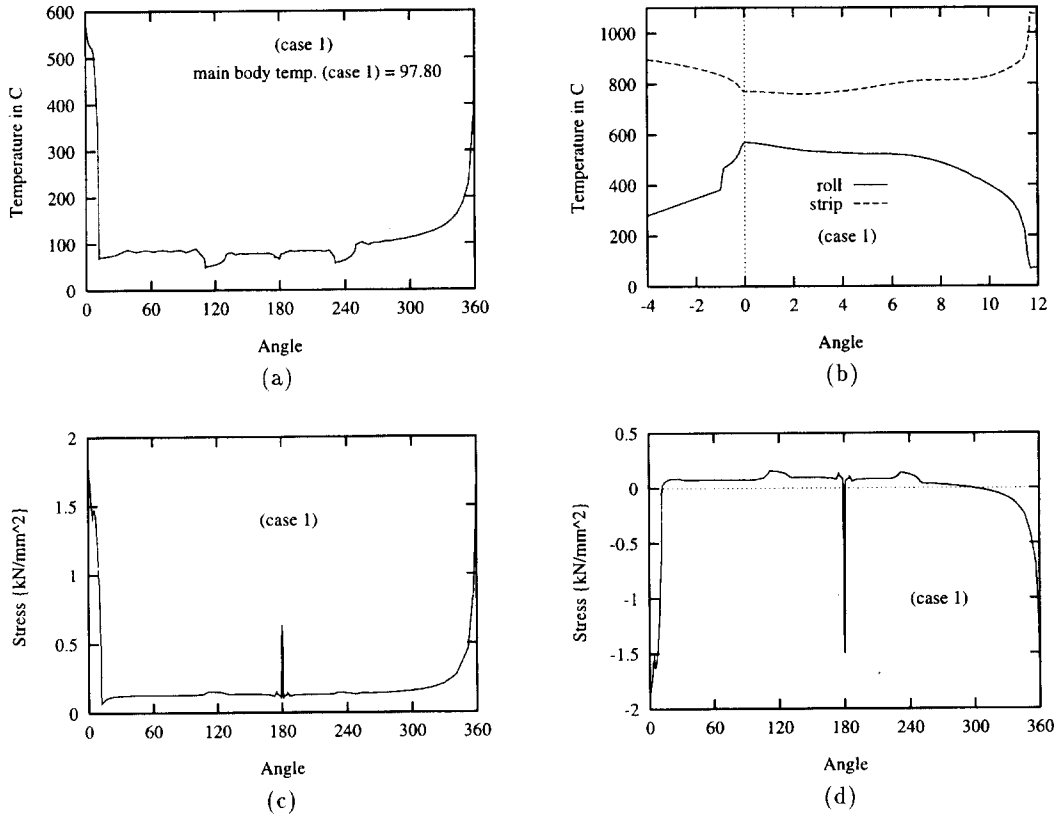 600
500
400
300
200
100
0
Temperature in C
(case 1)
main body temp. (case 1) = 97.80
0 60 120 180 240 300 360
Angle
(a)
1000
800
600
400
200
0
Temperature in C
roll
strip
(case 1)
-4 -2 0 2 4 6 8 10 12
Angle
(b)
2
1.5
1
0.5
0
Stress {kN/mm^2}
(case 1)
0 60 120 180 240 300 360
Angle
(c)
0.5
0
-0.5
-1
-1.5
-2
Stress {kN/mm^2}
(case 1)
0 60 120 180 240 300 360
Angle
(d)